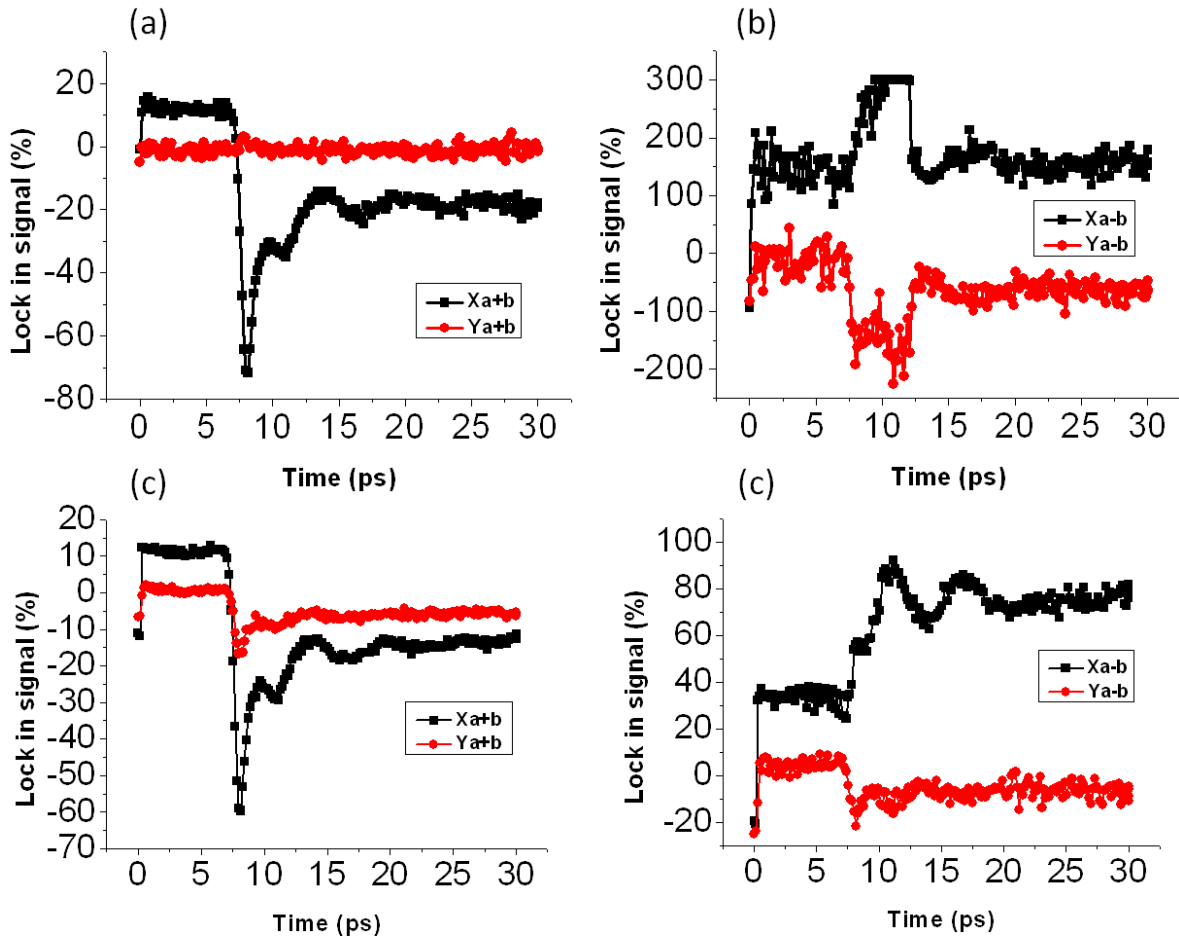 (a)
Lock in signal (%)
20
0
-20
-40
-60
-80
0 5 10 15 20 25 30
Time (ps)
Xa+b
Ya+b
(b)
Lock in signal (%)
300
200
100
0
-100
-200
0 5 10 15 20 25 30
Time (ps)
Xa-b
Ya-b
(c)
Lock in signal (%)
20
10
0
-10
-20
-30
-40
-50
-60
-70
0 5 10 15 20 25 30
Time (ps)
Xa+b
Ya+b
(c)
Lock in signal (%)
100
80
60
40
20
0
-20
0 5 10 15 20 25 30
Time (ps)
Xa-b
Ya-b